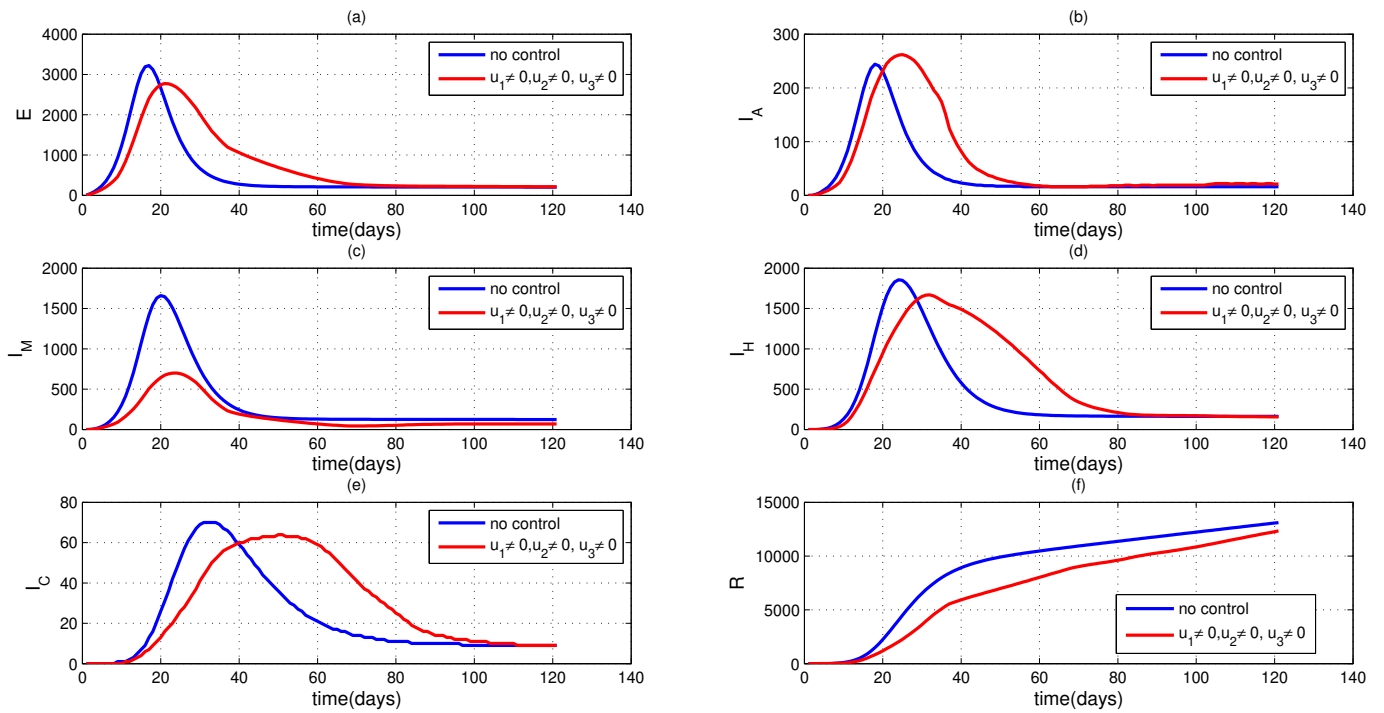 (a)
4000
3000
2000
1000
0
E
no control
u1≠ 0,u2≠ 0, u3≠ 0
0 20 40 60 80 100 120 140
time(days)
(b)
300
200
100
0
I_A
no control
u1≠ 0,u2≠ 0, u3≠ 0
0 20 40 60 80 100 120 140
time(days)
(c)
2000
1500
1000
500
0
I_M
no control
u1≠ 0,u2≠ 0, u3≠ 0
0 20 40 60 80 100 120 140
time(days)
(d)
2000
1500
1000
500
0
I_H
no control
u1≠ 0,u2≠ 0, u3≠ 0
0 20 40 60 80 100 120 140
time(days)
(e)
80
60
40
20
0
I_C
no control
u1≠ 0,u2≠ 0, u3≠ 0
0 20 40 60 80 100 120 140
time(days)
(f)
15000
10000
5000
0
R
no control
u1≠ 0,u2≠ 0, u3≠ 0
0 20 40 60 80 100 120 140
time(days)